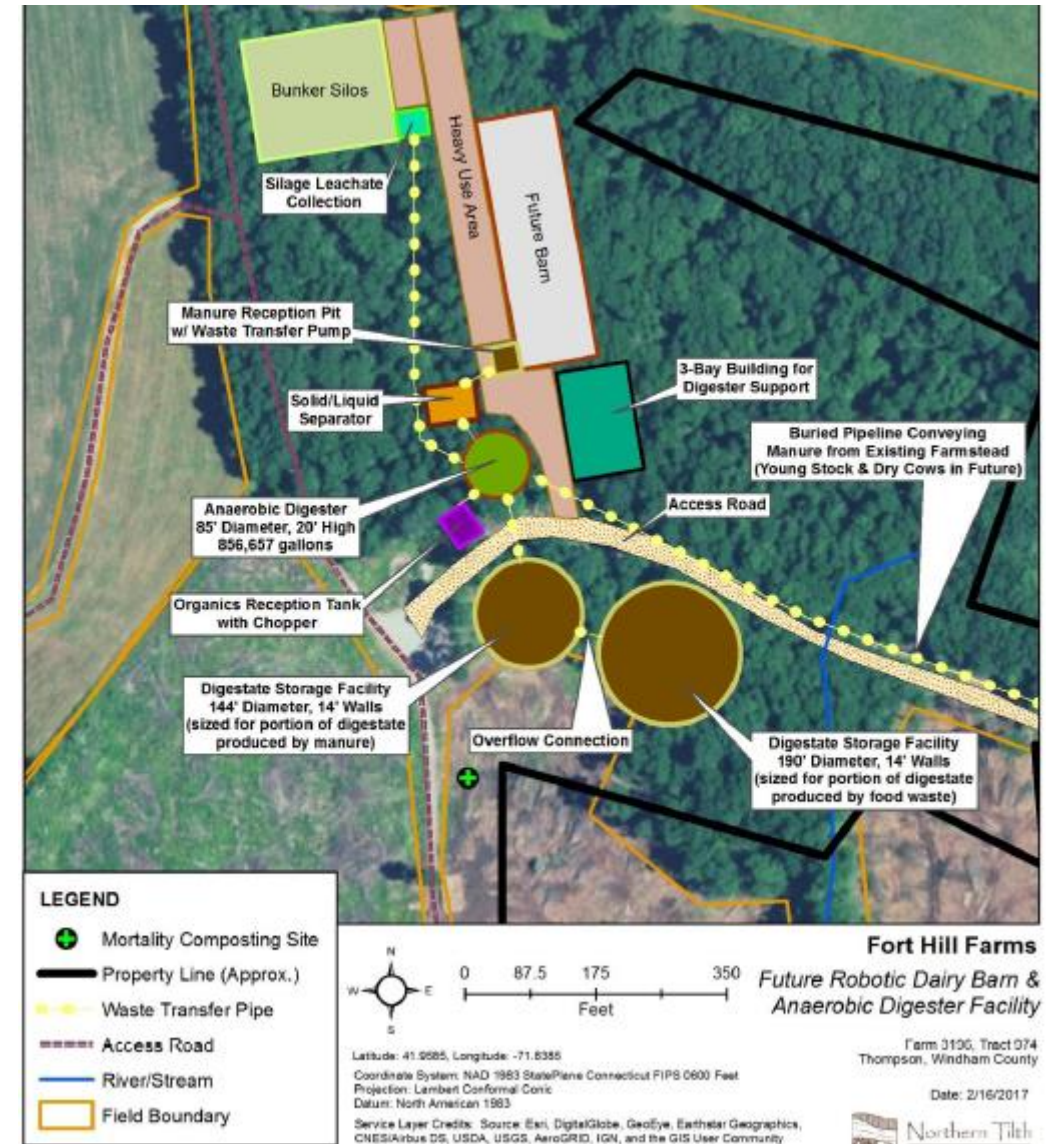 Bunker Silos
Heavy Use Area
Silage Leachate
Collection
Future Barn
Manure Reception Pit
w/ Waste Transfer Pump
3-Bay Building for
Digester Support
Solid/Liquid
Separator
Buried Pipeline Conveying
Manure from Existing Farmstead
(Young Stock & Dry Cows in Future)
Anaerobic Digester
85' Diameter, 20' High
856,657 gallons
Access Road
Organics Reception Tank
with Chopper
Digestate Storage Facility
144' Diameter, 14' Walls
(sized for portion of digestate
produced by manure)
Overflow Connection
Digestate Storage Facility
190' Diameter, 14' Walls
(sized for portion of digestate
produced by food waste)
LEGEND
Mortality Composting Site
Property Line (Approx.)
Waste Transfer Pipe
Access Road
River/Stream
Field Boundary
N
W E
S
0 87.5 175 350
Feet
Latitude: 41.9685, Longitude: -71.8386
Coordinate System: NAD 1983 StatePlane Connecticut FIPS 0600 Feet
Projection: Lambert Conformal Conic
Datum: North American 1983
Service Layer Credits: Source: Esri, DigitalGlobe, GeoEye, Earthstar Geographics,
CNES/Airbus DS, USDA, USGS, AeroGRID, IGN, and the GIS User Community
Fort Hill Farms
Future Robotic Dairy Barn &
Anaerobic Digester Facility
Farm 3196, Tract 974
Thompson, Windham County
Date: 2/16/2017
Northern Tilth